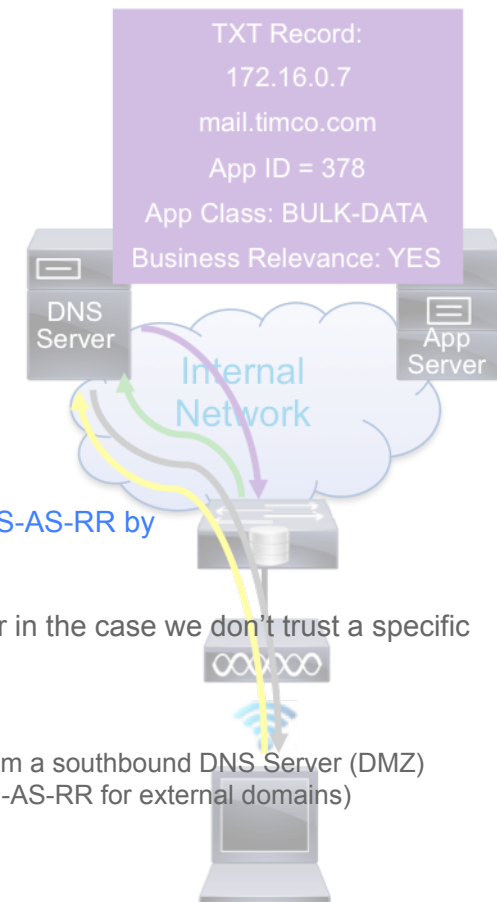 TXT Record:
172.16.0.7
mail.timco.com
App ID = 378
App Class: BULK-DATA
Business Relevance: YES
DNS
Server
App
Server
Internal
Network
S-AS-RR by
r in the case we don't trust a specific
m a southbound DNS Server (DMZ)
-AS-RR for external domains)